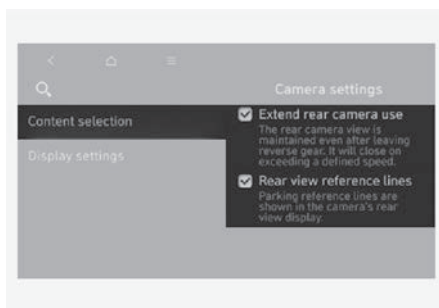 Camera settings
Content selection
Display settings
Extend rear camera use
The rear camera view is
maintained even after leaving
reverse gear. It will close on
exceeding a defined speed.
Rear view reference lines
Parking reference lines are
shown in the camera's rear
view display.